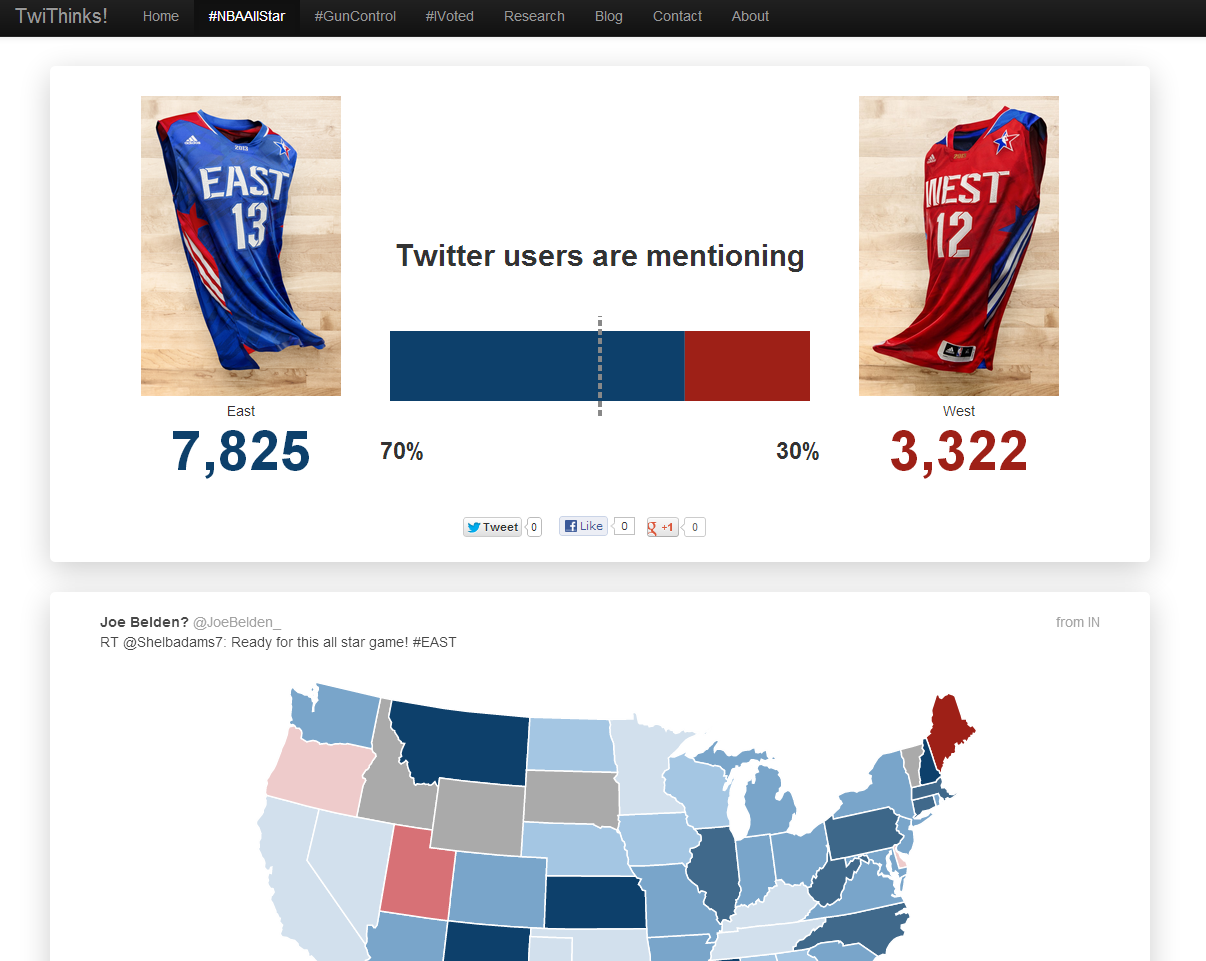 TwiThinks! Home #NBAAllStar #GunControl #IVoted Research Blog Contact About
2013
EAST
13
2013
WEST
12
Twitter users are mentioning
East
West
7,825
70%
30%
3,322
Tweet 0 Like 0 +1 0
Joe Belden? @JoeBelden_ from IN
RT @Shelbadams7: Ready for this all star game! #EAST